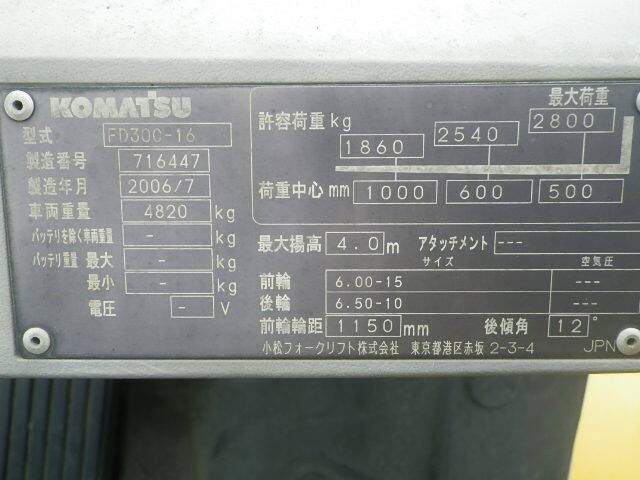 KOMATSU
型式 FD30C-16
製造番号 716447
製造年月 2006/7
車両重量 4820 kg
バッテリを除く車両重量 - kg
バッテリ重量 最大 - kg
最小 - kg
電圧 - V
最大荷重
許容荷重 kg 1860 2540 2800
荷重中心 mm 1000 600 500
最大揚高 4.0 m アタッチメント ---
サイズ 空気圧
前輪 6.00-15 ---
後輪 6.50-10 ---
前輪輪距 1150 mm 後傾角 12°
小松フォークリフト株式会社 東京都港区赤坂 2-3-4 JPN